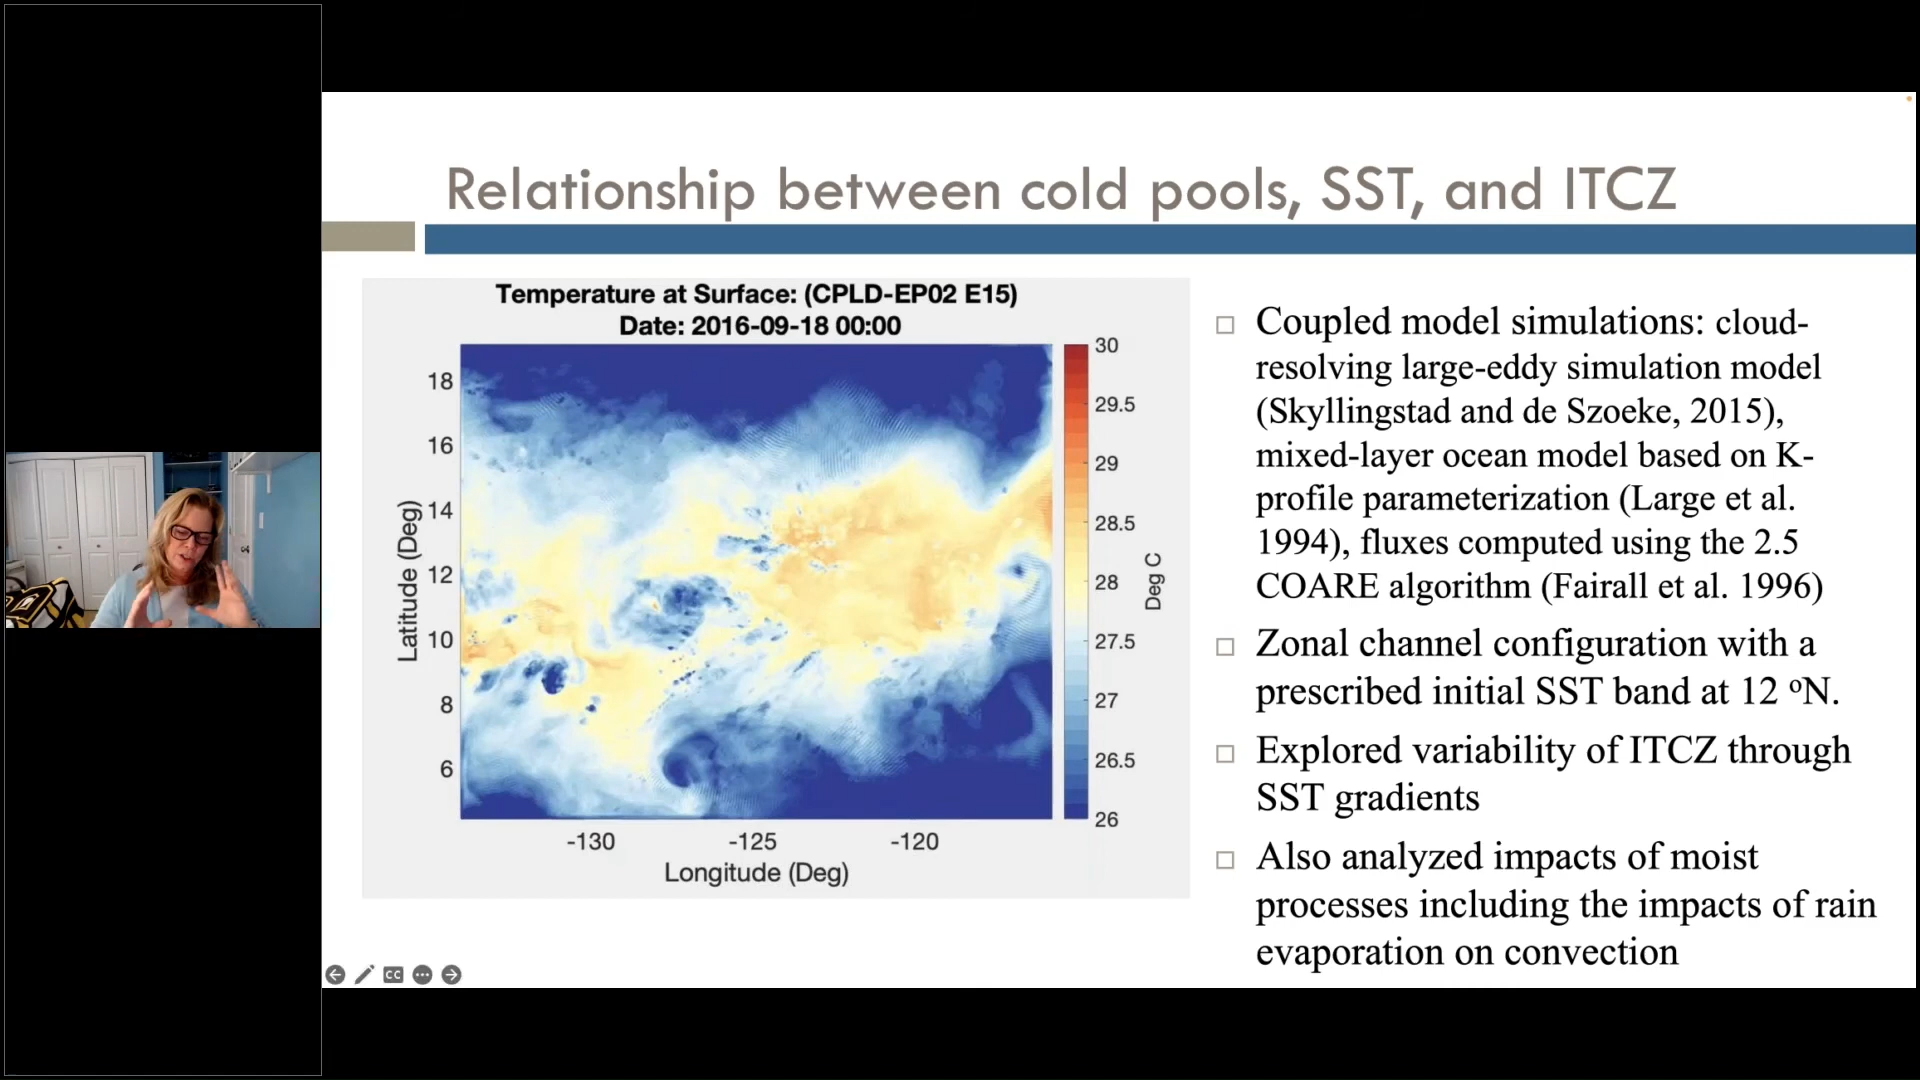 Relationship between cold pools, SST, and ITCZ
Temperature at Surface: (CPLD-EP02 E15)
Date: 2016-09-18 00:00
18
16
14
12
10
8
6
Latitude (Deg)
-130
-125
-120
Longitude (Deg)
30
29.5
29
28.5
28
27.5
27
26.5
26
Deg C
Coupled model simulations: cloud-
resolving large-eddy simulation model
(Skyllingstad and de Szoeke, 2015),
mixed-layer ocean model based on K-
profile parameterization (Large et al.
1994), fluxes computed using the 2.5
COARE algorithm (Fairall et al. 1996)
Zonal channel configuration with a
prescribed initial SST band at 12 ºN.
Explored variability of ITCZ through
SST gradients
Also analyzed impacts of moist
processes including the impacts of rain
evaporation on convection
CC